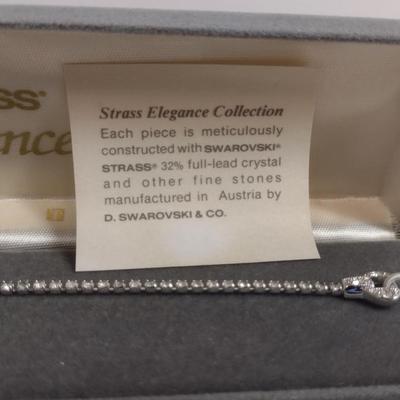 Strass Elegance Collection
Each piece is meticulously
constructed with SWAROVSKI®
STRASS® 32% full-lead crystal
and other fine stones
manufactured in Austria by
D. SWAROVSKI & CO.